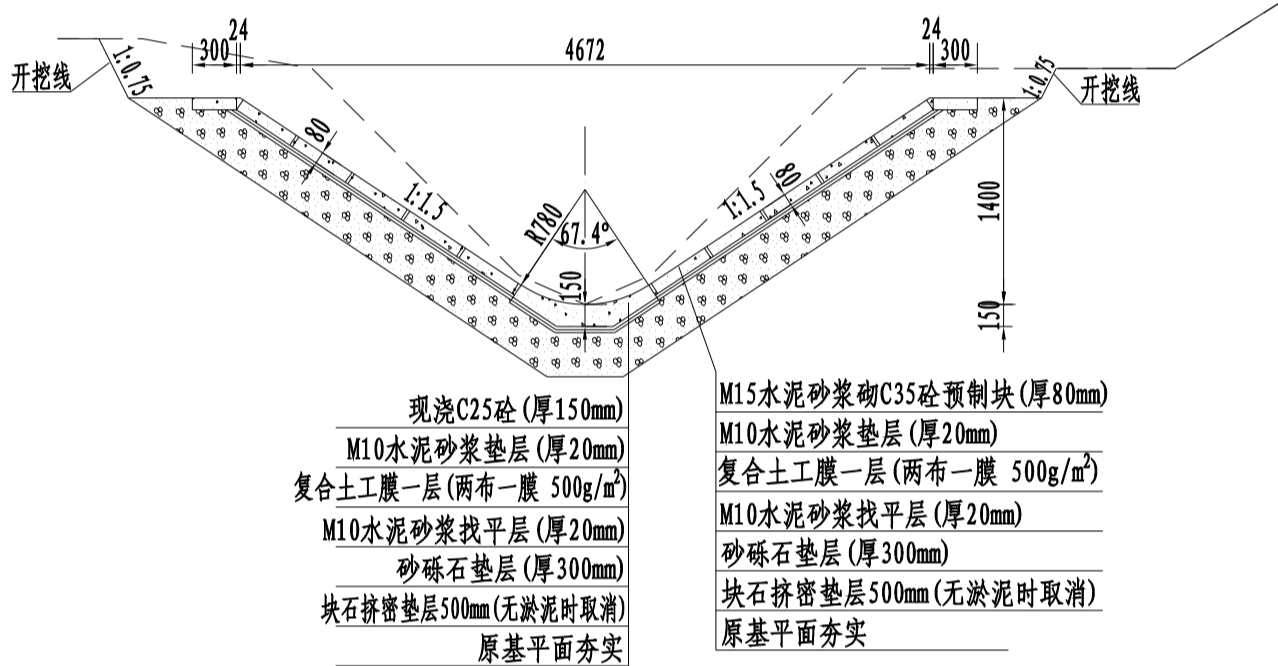 24
24
300
4672
300
1:0.75
1:0.75
开挖线
开挖线
80
80
1:1.5
1:1.5
R780
67.4°
150
1400
150
现浇C25砼(厚150mm)
M10水泥砂浆垫层(厚20mm)
复合土工膜一层(两布一膜 500g/m²)
M10水泥砂浆找平层(厚20mm)
砂砾石垫层(厚300mm)
块石挤密垫层500mm(无淤泥时取消)
原基平面夯实
M15水泥砂浆砌C35砼预制块(厚80mm)
M10水泥砂浆垫层(厚20mm)
复合土工膜一层(两布一膜 500g/m²)
M10水泥砂浆找平层(厚20mm)
砂砾石垫层(厚300mm)
块石挤密垫层500mm(无淤泥时取消)
原基平面夯实